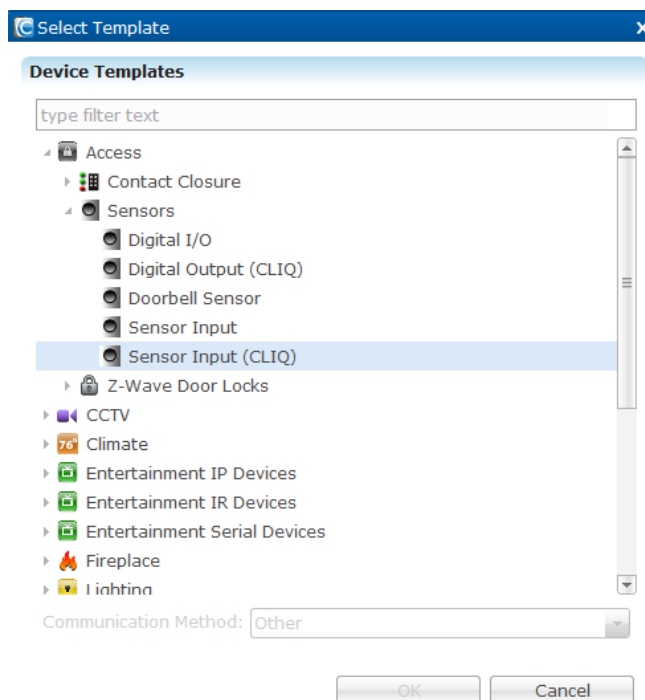 Select Template
Device Templates
type filter text
Access
Contact Closure
Sensors
Digital I/O
Digital Output (CLIQ)
Doorbell Sensor
Sensor Input
Sensor Input (CLIQ)
Z-Wave Door Locks
CCTV
76° Climate
Entertainment IP Devices
Entertainment IR Devices
Entertainment Serial Devices
Fireplace
Lighting
Communication Method: Other
OK Cancel